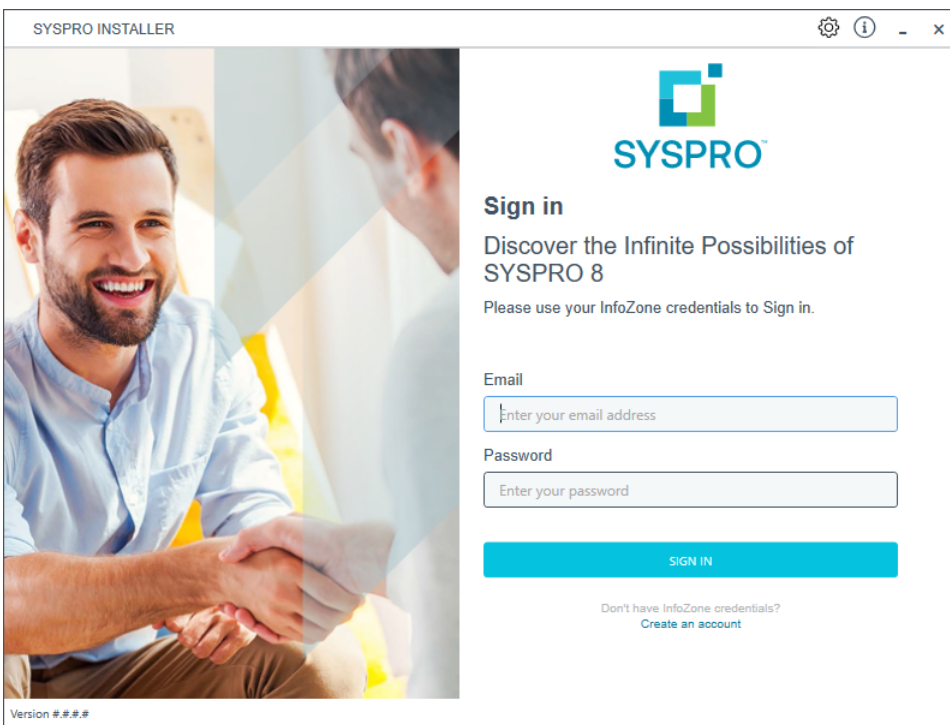 SYSPRO INSTALLER
SYSPRO™
Sign in
Discover the Infinite Possibilities of
SYSPRO 8
Please use your InfoZone credentials to Sign in.
Email
Enter your email address
Password
Enter your password
SIGN IN
Don't have InfoZone credentials?
Create an account
Version #.#.#.#